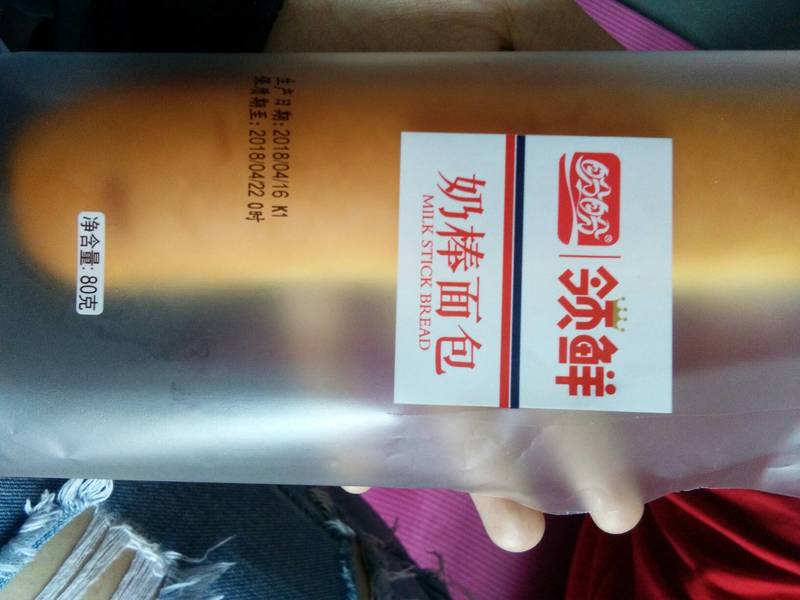 盼盼®
领鲜
奶棒面包
MILK STICK BREAD
生产日期:2018/04/16 K1
保质期至:2018/04/22 0时
净含量: 80克